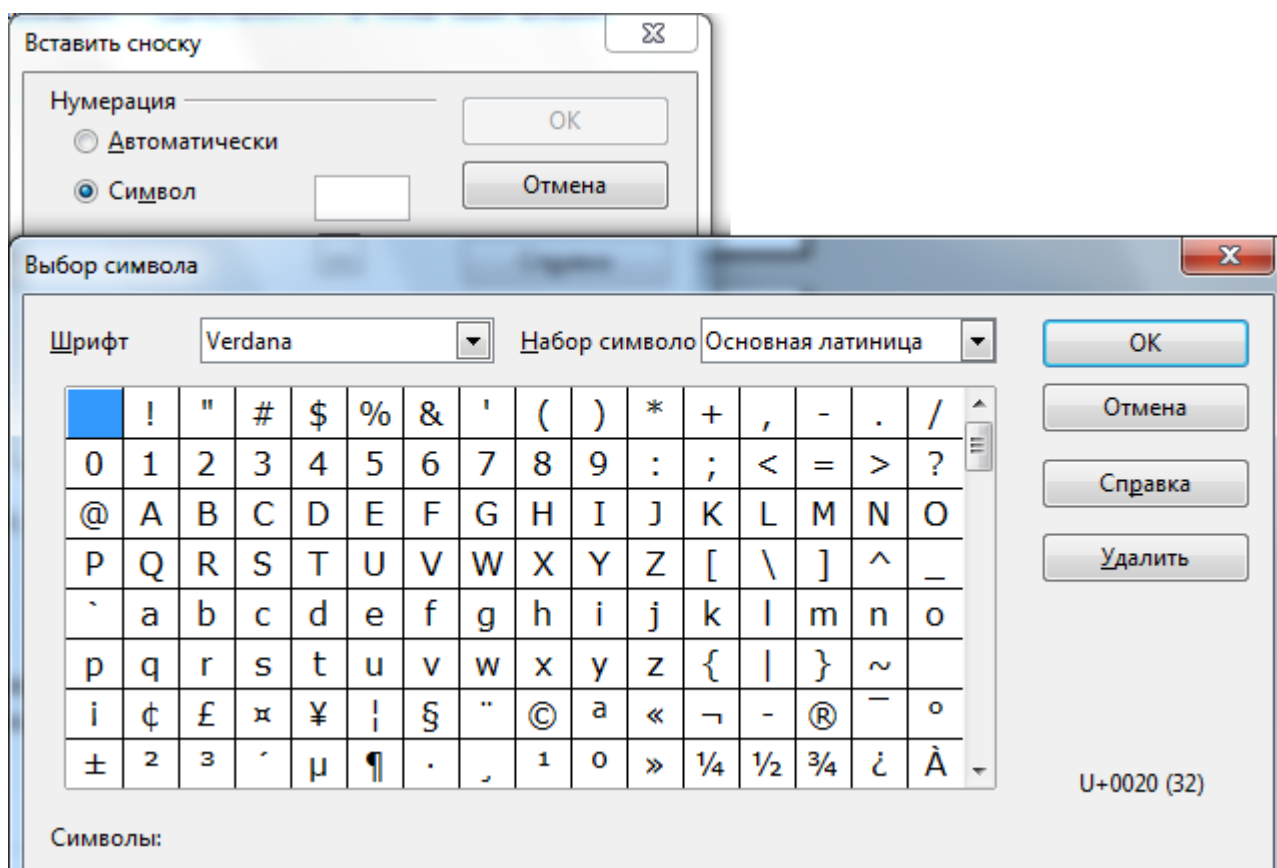 Вставить сноску
Нумерация
OK
Автоматически
Символ
Отмена
Выбор символа
Шрифт Verdana Набор символо Основная латиница OK
! " # $ % & ' ( ) * + , - . /
Отмена
0 1 2 3 4 5 6 7 8 9 : ; < = > ?
Справка
@ A B C D E F G H I J K L M N O
P Q R S T U V W X Y Z [ \ ] ^ _
Удалить
` a b c d e f g h i j k l m n o
p q r s t u v w x y z { | } ~
¡ ¢ £ ¤ ¥ ¦ § ¨ © ª « ¬ - ® ¯ °
± ² ³ ´ µ ¶ · ¸ ¹ º » ¼ ½ ¾ ¿ À
U+0020 (32)
Символы: